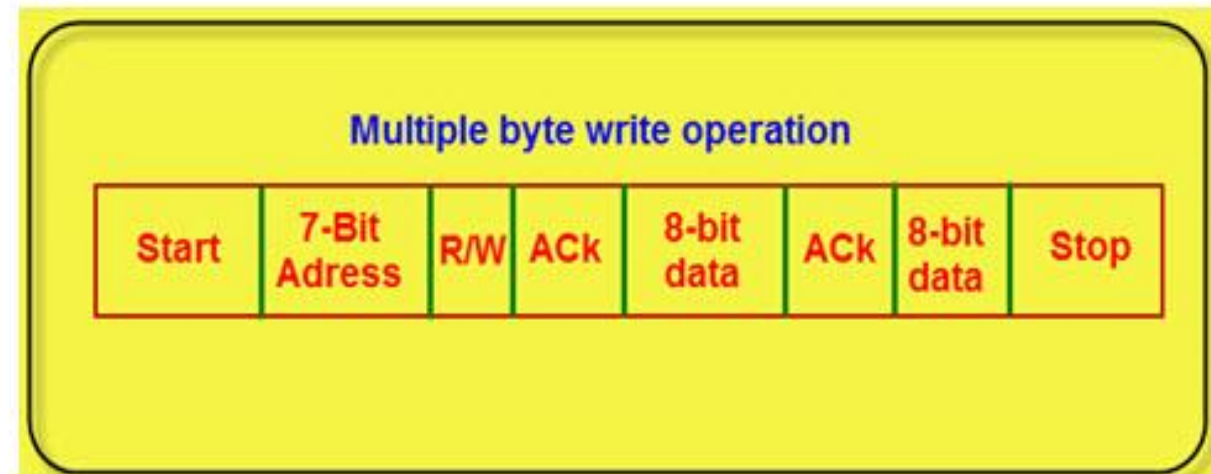 Multiple byte write operation
Start
7-Bit
Adress
R/W
ACk
8-bit
data
ACk
8-bit
data
Stop